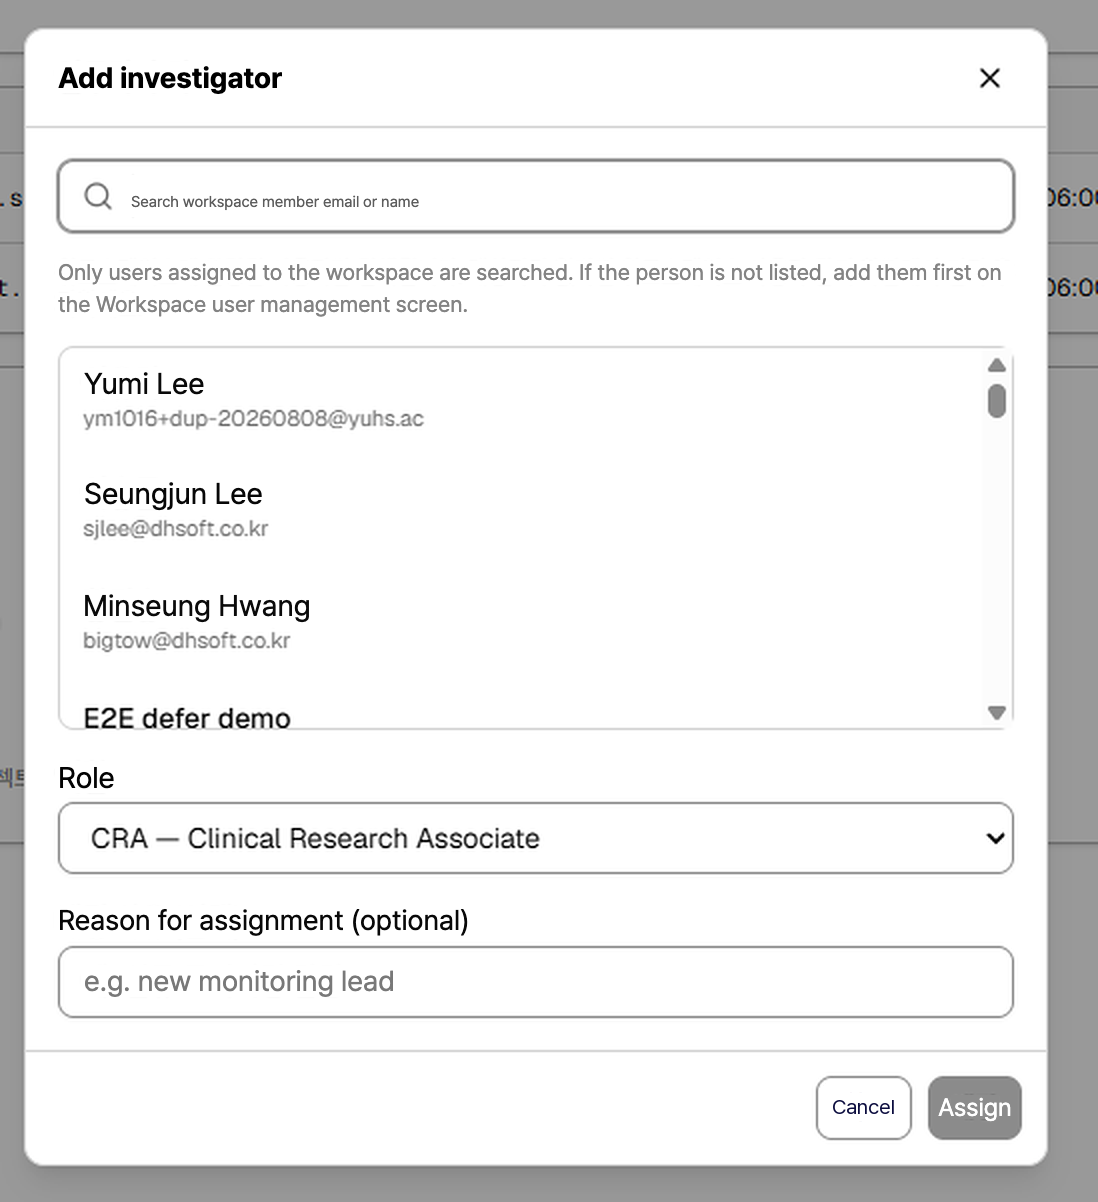 Add investigator
Search workspace member email or name
Only users assigned to the workspace are searched. If the person is not listed, add them first on
the Workspace user management screen.
Yumi Lee
ym1016+dup-20260808@yuhs.ac
Seungjun Lee
sjlee@dhsoft.co.kr
Minseung Hwang
bigtow@dhsoft.co.kr
E2E defer demo
Role
CRA — Clinical Research Associate
Reason for assignment (optional)
e.g. new monitoring lead
Cancel
Assign